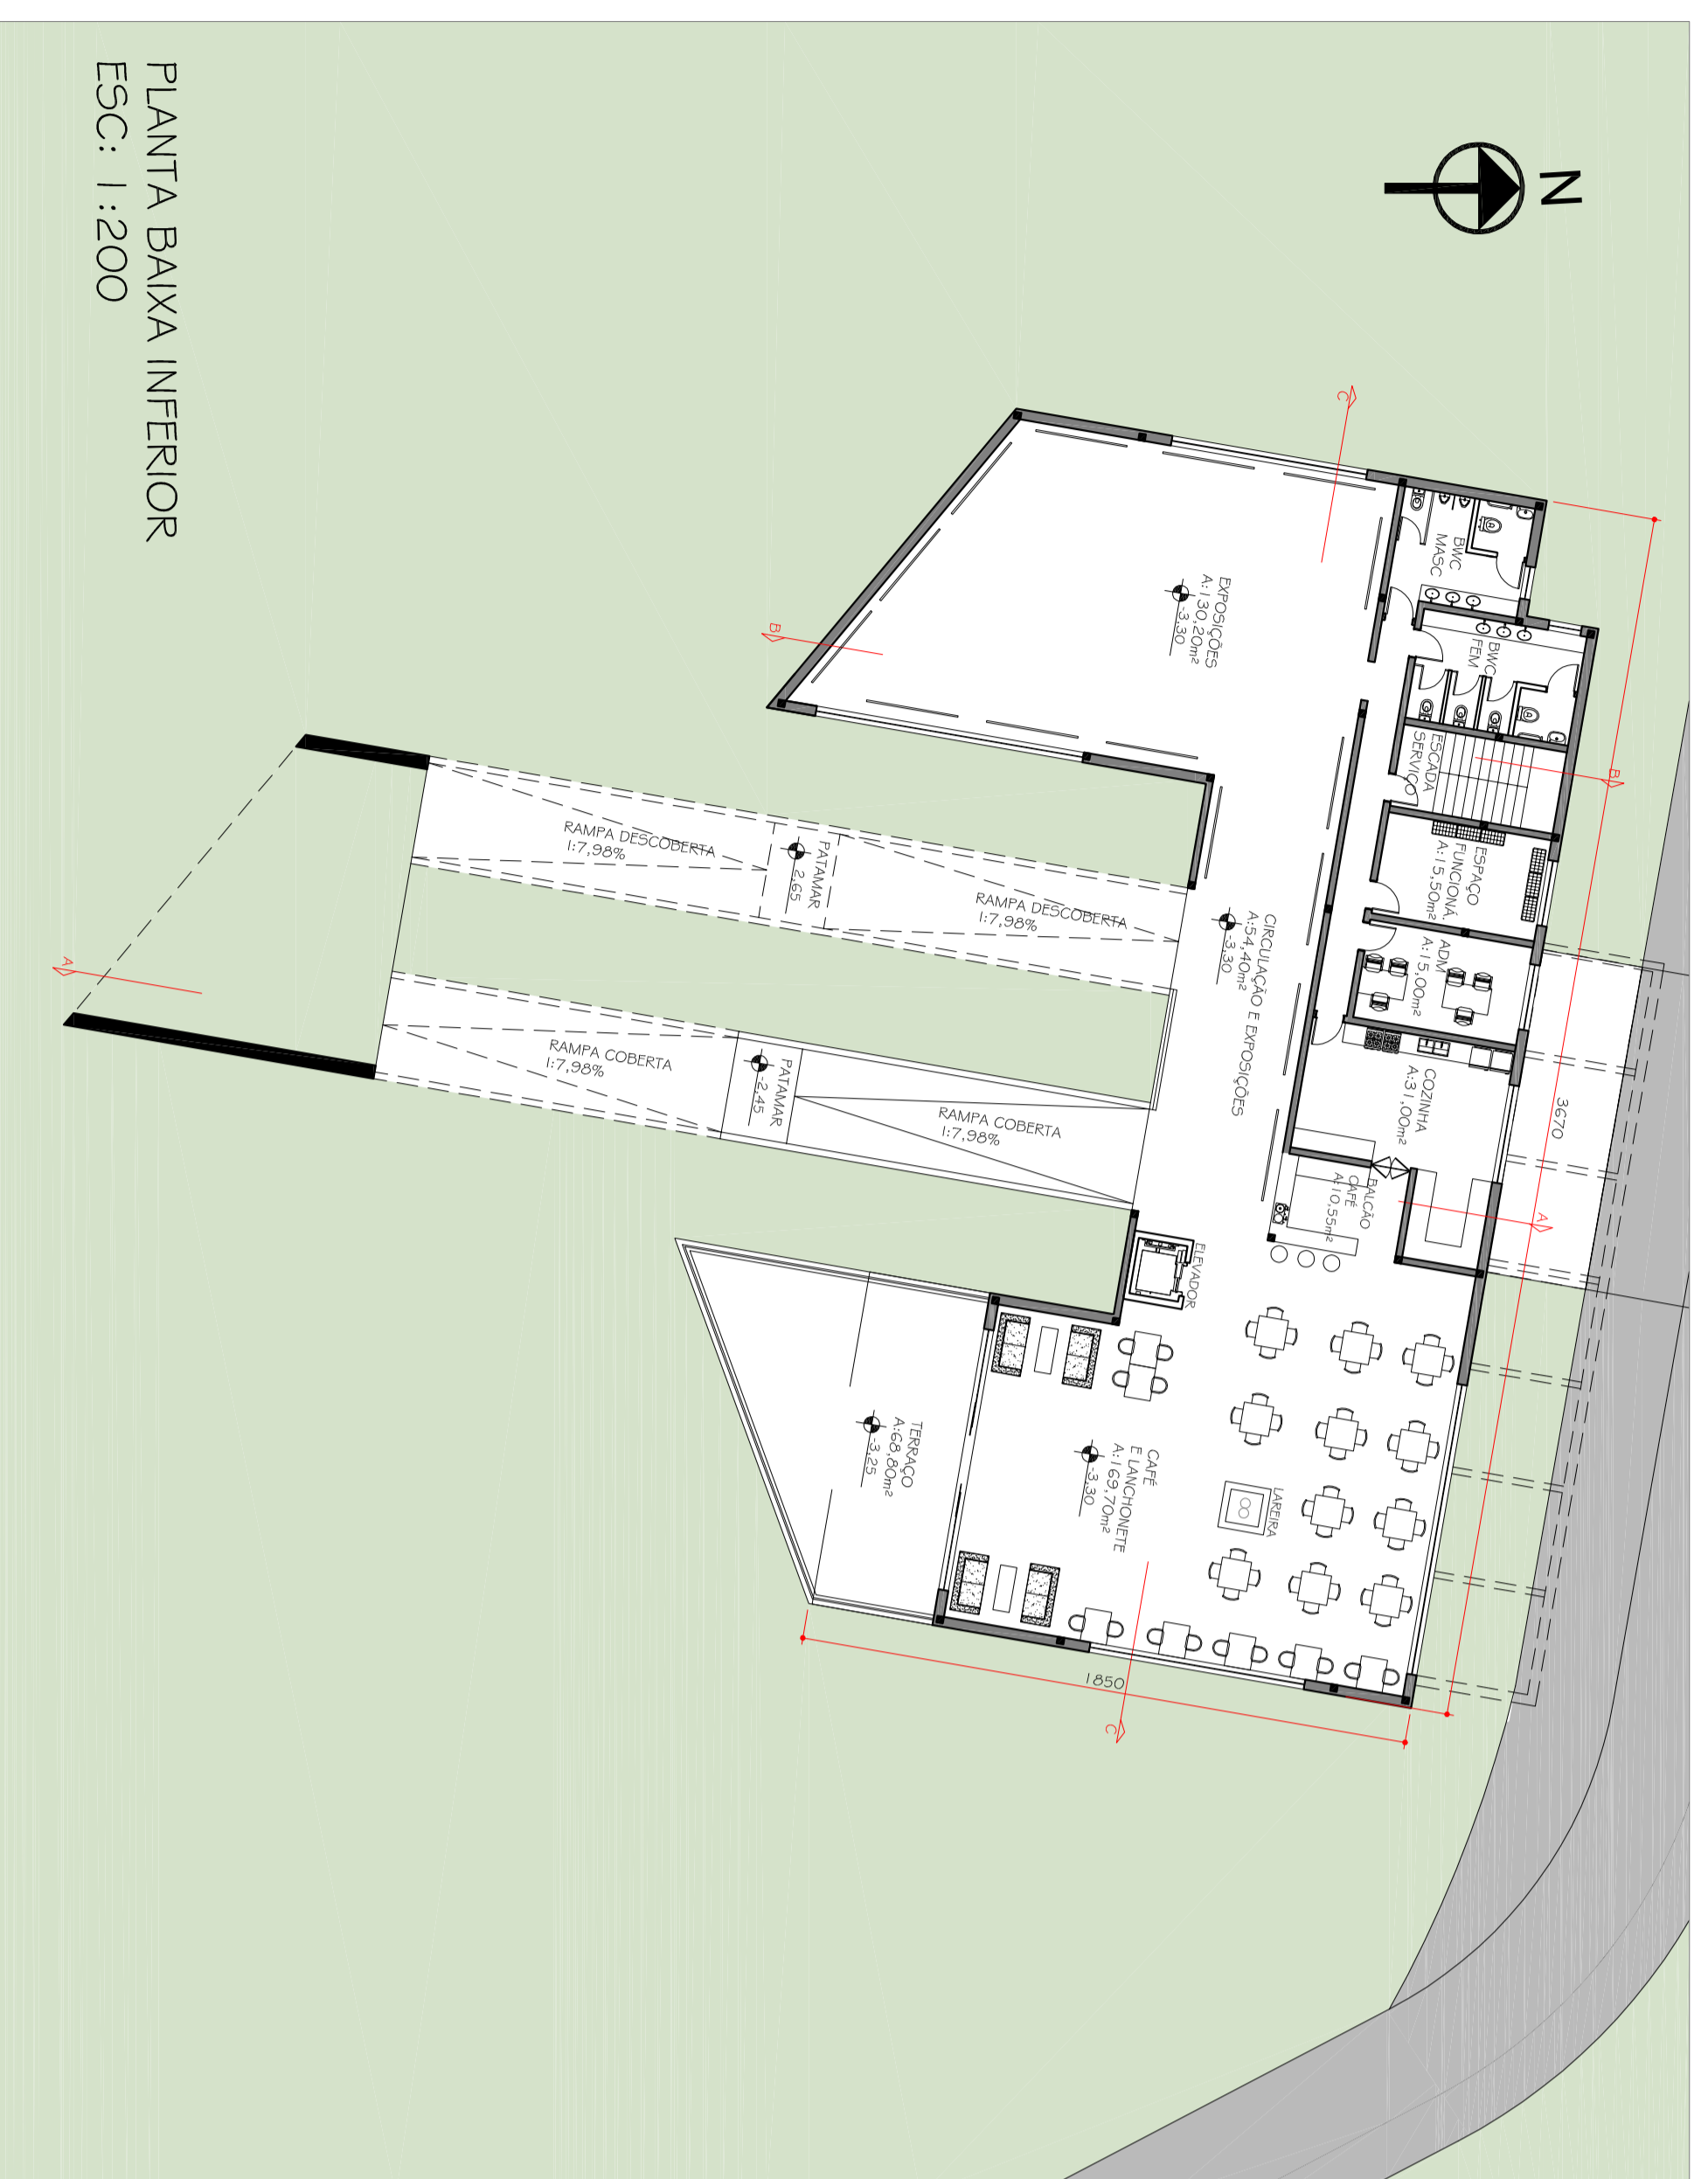 PLANTA BAIXA INFERIOR
ESC: 1:200
N
C
B
BWC
MASC
BWC
FEM
ESCADA
SERVIÇO
B
EXPOSIÇÕES
A:130,20m²
-3,30
ESPAÇO
FUNCIONÁ.
A:15,50m²
ADM
A:15,00m²
COZINHA
A:31,00m²
3670
A
BALCÃO
CAFÉ
A:10,55m²
CIRCULAÇÃO E EXPOSIÇÕES
A:54,40m²
-3,30
RAMPA DESCOBERTA
1:7,98%
PATAMAR
2,65
RAMPA DESCOBERTA
1:7,98%
RAMPA COBERTA
1:7,98%
PATAMAR
-2,45
RAMPA COBERTA
1:7,98%
A
ELEVADOR
LAREIRA
CAFÉ
E LANCHONETE
A:169,70m²
-3,30
TERRAÇO
A:68,80m²
-3,25
1850
C